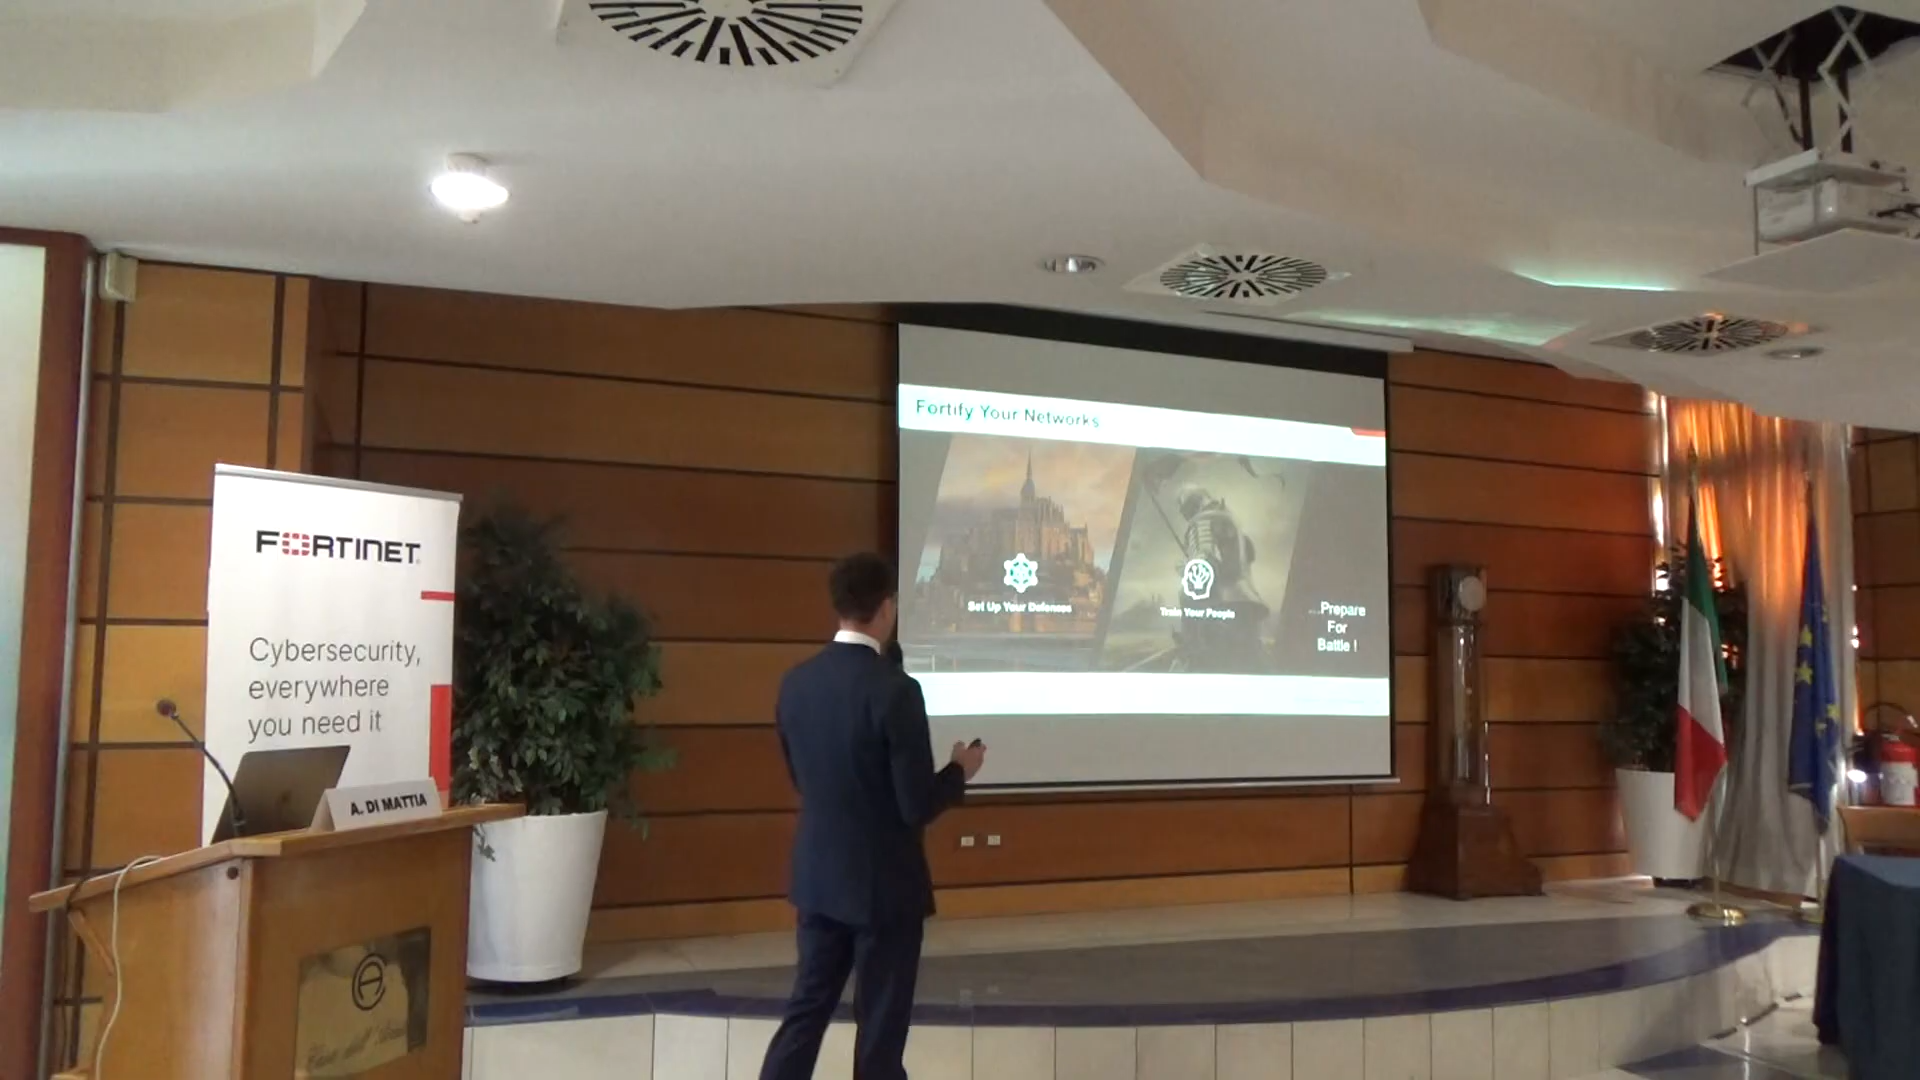 FORTINET
Cybersecurity,
everywhere
you need it
A. DI MATTIA
Fortify Your Networks
Set Up Your Defenses
Train Your People
...Prepare
For
Battle !